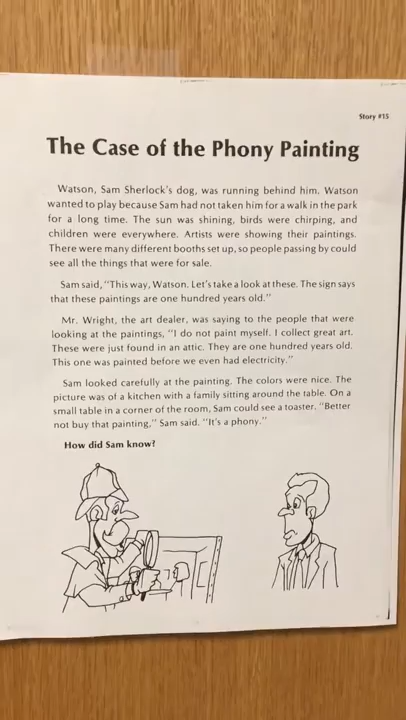 Story #15
The Case of the Phony Painting
Watson, Sam Sherlock's dog, was running behind him. Watson
wanted to play because Sam had not taken him for a walk in the park
for a long time. The sun was shining, birds were chirping, and
children were everywhere. Artists were showing their paintings.
There were many different booths set up, so people passing by could
see all the things that were for sale.
Sam said, "This way, Watson. Let's take a look at these. The sign says
that these paintings are one hundred years old."
Mr. Wright, the art dealer, was saying to the people that were
looking at the paintings, "I do not paint myself. I collect great art.
These were just found in an attic. They are one hundred years old.
This one was painted before we even had electricity."
Sam looked carefully at the painting. The colors were nice. The
picture was of a kitchen with a family sitting around the table. On a
small table in a corner of the room, Sam could see a toaster. "Better
not buy that painting," Sam said. "It's a phony."
How did Sam know?